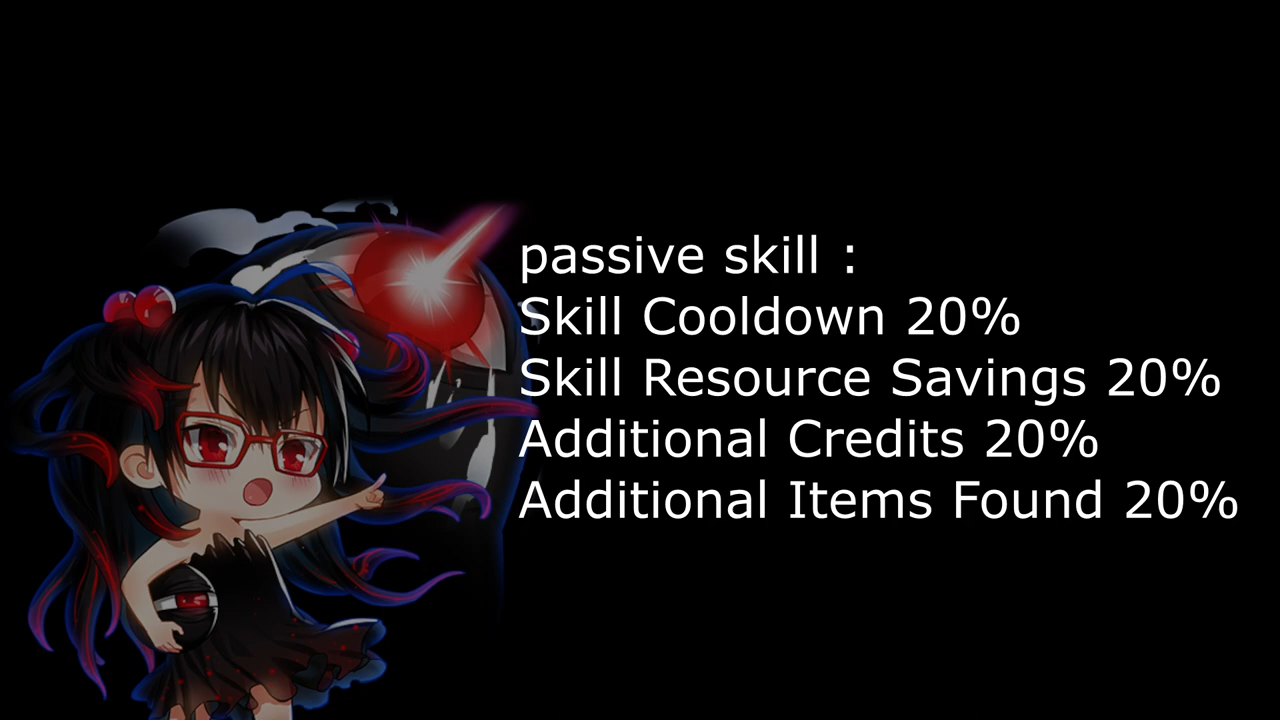 passive skill :
Skill Cooldown 20%
Skill Resource Savings 20%
Additional Credits 20%
Additional Items Found 20%